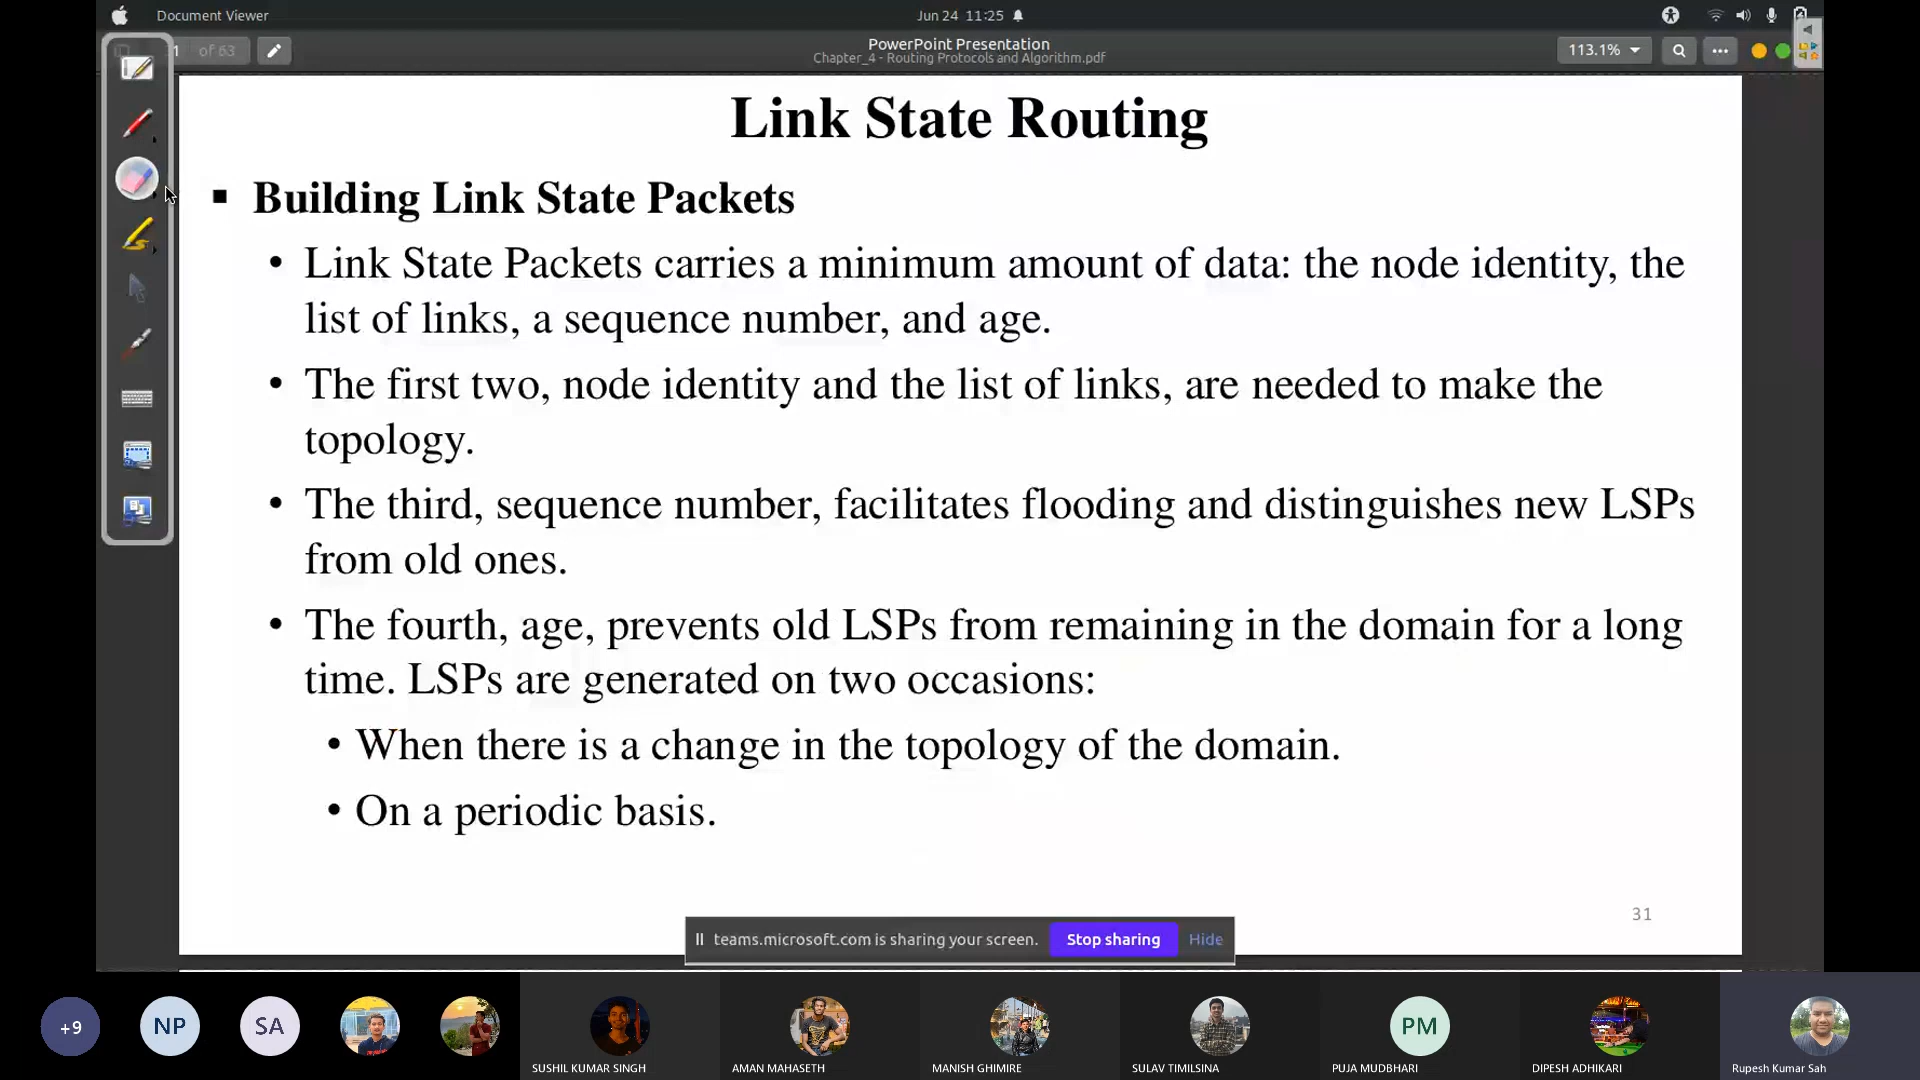 Document Viewer
Jun 24 11:25
of 63
PowerPoint Presentation
Chapter_4 - Routing Protocols and Algorithm.pdf
113.1%
Link State Routing
▪ Building Link State Packets
• Link State Packets carries a minimum amount of data: the node identity, the
list of links, a sequence number, and age.
• The first two, node identity and the list of links, are needed to make the
topology.
• The third, sequence number, facilitates flooding and distinguishes new LSPs
from old ones.
• The fourth, age, prevents old LSPs from remaining in the domain for a long
time. LSPs are generated on two occasions:
• When there is a change in the topology of the domain.
• On a periodic basis.
31
teams.microsoft.com is sharing your screen. Stop sharing Hide
+9 NP SA PM
SUSHIL KUMAR SINGH AMAN MAHASETH MANISH GHIMIRE SULAV TIMILSINA PUJA MUDBHARI DIPESH ADHIKARI Rupesh Kumar Sah